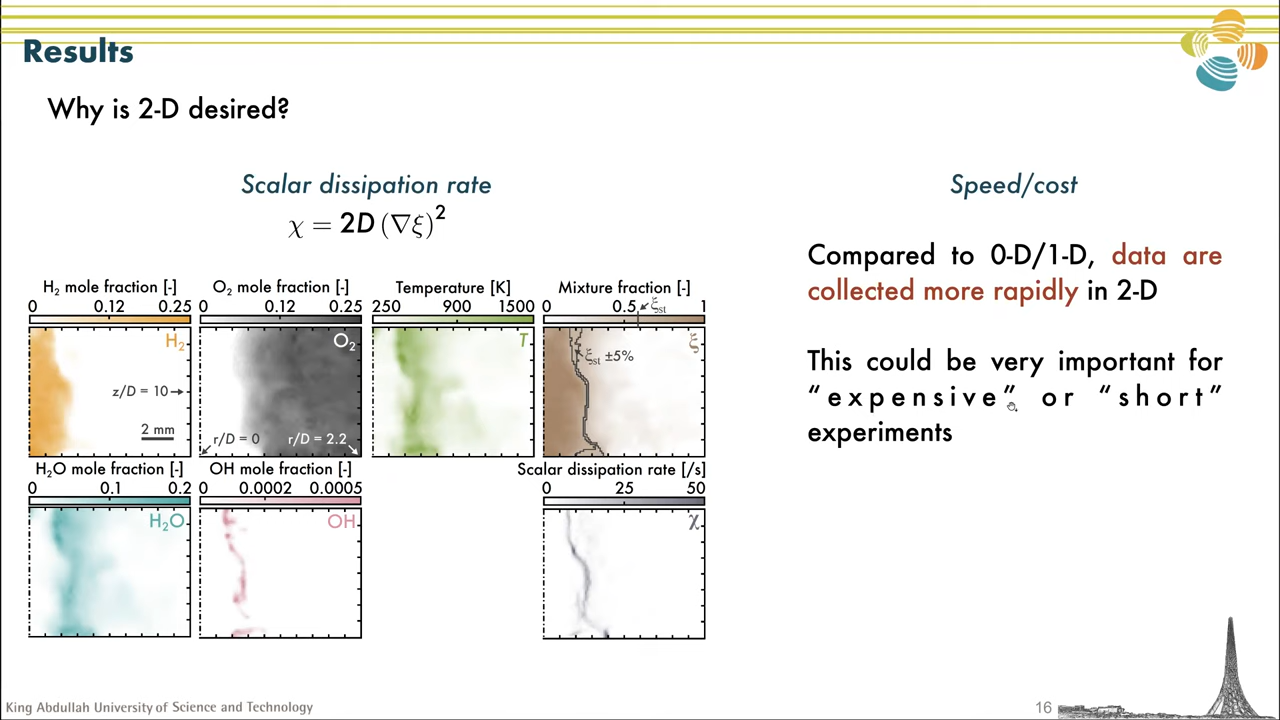 Results
Why is 2-D desired?
Scalar dissipation rate
χ = 2D (∇ξ)²
Speed/cost
Compared to 0-D/1-D, data are
collected more rapidly in 2-D
This could be very important for
“expensive” or “short”
experiments
H₂ mole fraction [-]
0 0.12 0.25
H₂
z/D = 10
2 mm
O₂ mole fraction [-]
0 0.12 0.25
O₂
r/D = 0 r/D = 2.2
Temperature [K]
250 900 1500
T
Mixture fraction [-]
0 0.5 ξst 1
ξ
ξst ±5%
H₂O mole fraction [-]
0 0.1 0.2
H₂O
OH mole fraction [-]
0 0.0002 0.0005
OH
Scalar dissipation rate [/s]
0 25 50
χ
King Abdullah University of Science and Technology
16